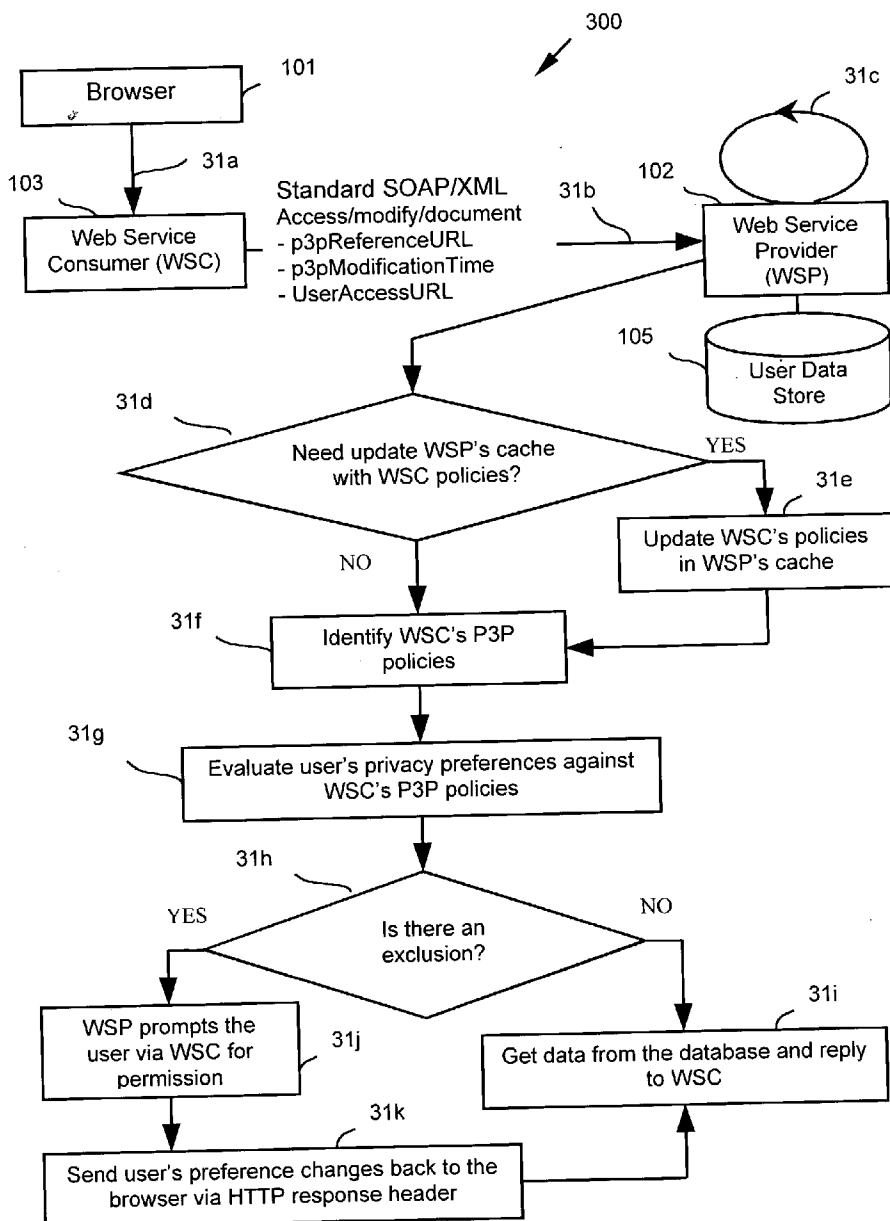 300
101
Browser
31c
31a
103
Standard SOAP/XML
31b
102
Access/modify/document
Web Service
Consumer (WSC)
- p3pReferenceURL
- p3pModificationTime
- UserAccessURL
Web Service
Provider
(WSP)
105
User Data
Store
31d
Need update WSP's cache
with WSC policies?
YES
31e
NO
Update WSC's policies
in WSP's cache
31f
Identify WSC's P3P
policies
31g
Evaluate user's privacy preferences against
WSC's P3P policies
31h
YES
NO
Is there an
exclusion?
31i
WSP prompts the
user via WSC for
permission
31j
Get data from the database and reply
to WSC
31k
Send user's preference changes back to the
browser via HTTP response header